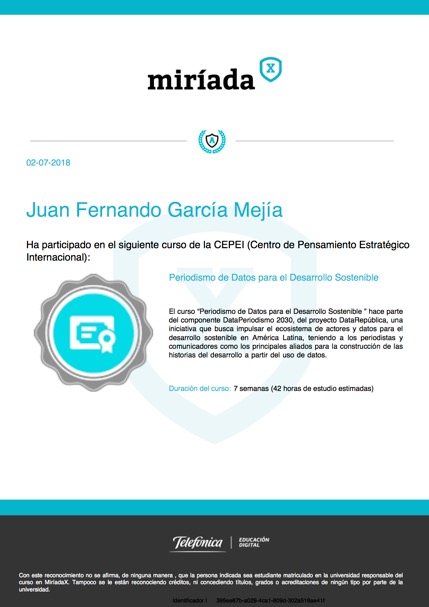 miríada X
02-07-2018
Juan Fernando García Mejía
Ha participado en el siguiente curso de la CEPEI (Centro de Pensamiento Estratégico
Internacional):
Periodismo de Datos para el Desarrollo Sostenible
El curso "Periodismo de Datos para el Desarrollo Sostenible " hace parte
del componente DataPeriodismo 2030, del proyecto DataRepública, una
iniciativa que busca impulsar el ecosistema de actores y datos para el
desarrollo sostenible en América Latina, teniendo a los periodistas y
comunicadores como los principales aliados para la construcción de las
historias del desarrollo a partir del uso de datos.
Duración del curso: 7 semanas (42 horas de estudio estimadas)
Telefónica EDUCACIÓN
DIGITAL
Con este reconocimiento no se afirma, de ninguna manera , que la persona indicada sea estudiante matriculado en la universidad responsable del
curso en MiriadaX. Tampoco se le están reconociendo créditos, ni concediendo títulos, grados o acreditaciones de ningún tipo por parte de la
universidad.
Identificador